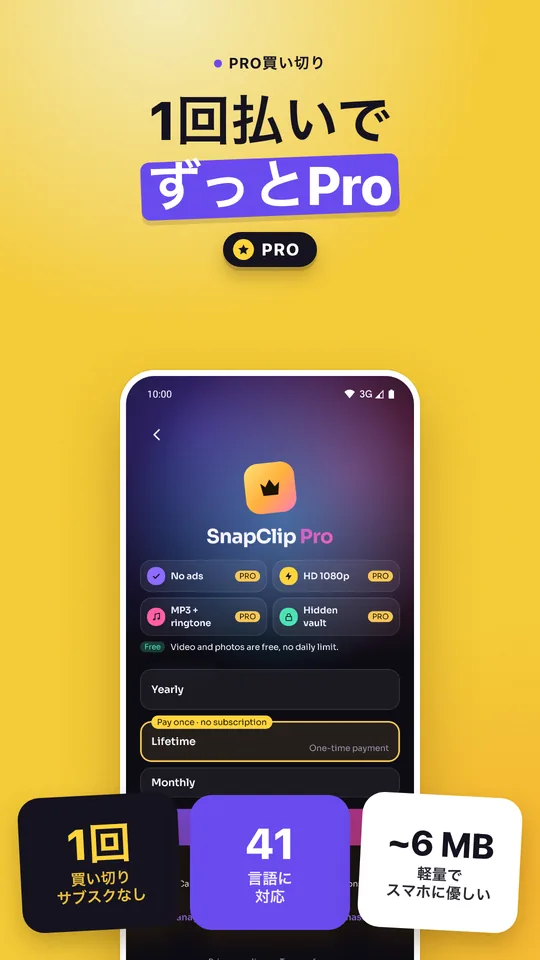 PRO買い切り
1回払いで
ずっとPro
PRO
10:00
3G
SnapClip Pro
No ads PRO
HD 1080p PRO
MP3 + ringtone PRO
Hidden vault PRO
Free Video and photos are free, no daily limit.
Yearly
Pay once · no subscription
Lifetime
One-time payment
Monthly
1回
買い切り
サブスクなし
41
言語に
対応
~6 MB
軽量で
スマホに優しい